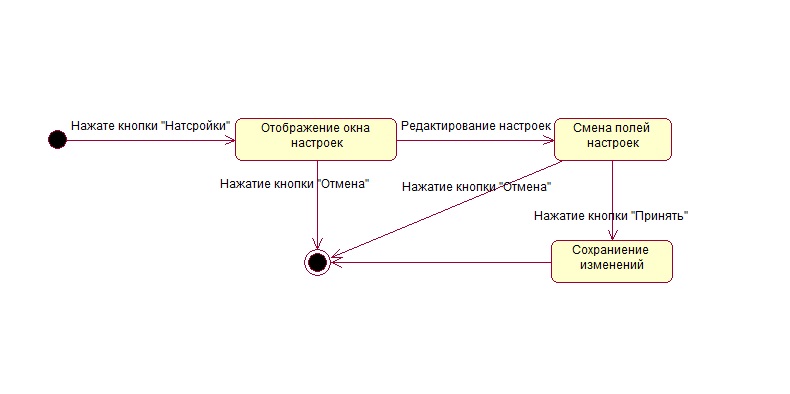 Нажате кнопки "Натсройки"
Отображение окна
настроек
Редактирование настроек
Смена полей
настроек
Нажатие кнопки "Отмена"
Нажатие кнопки "Отмена"
Нажатие кнопки "Принять"
Сохраниение
изменений